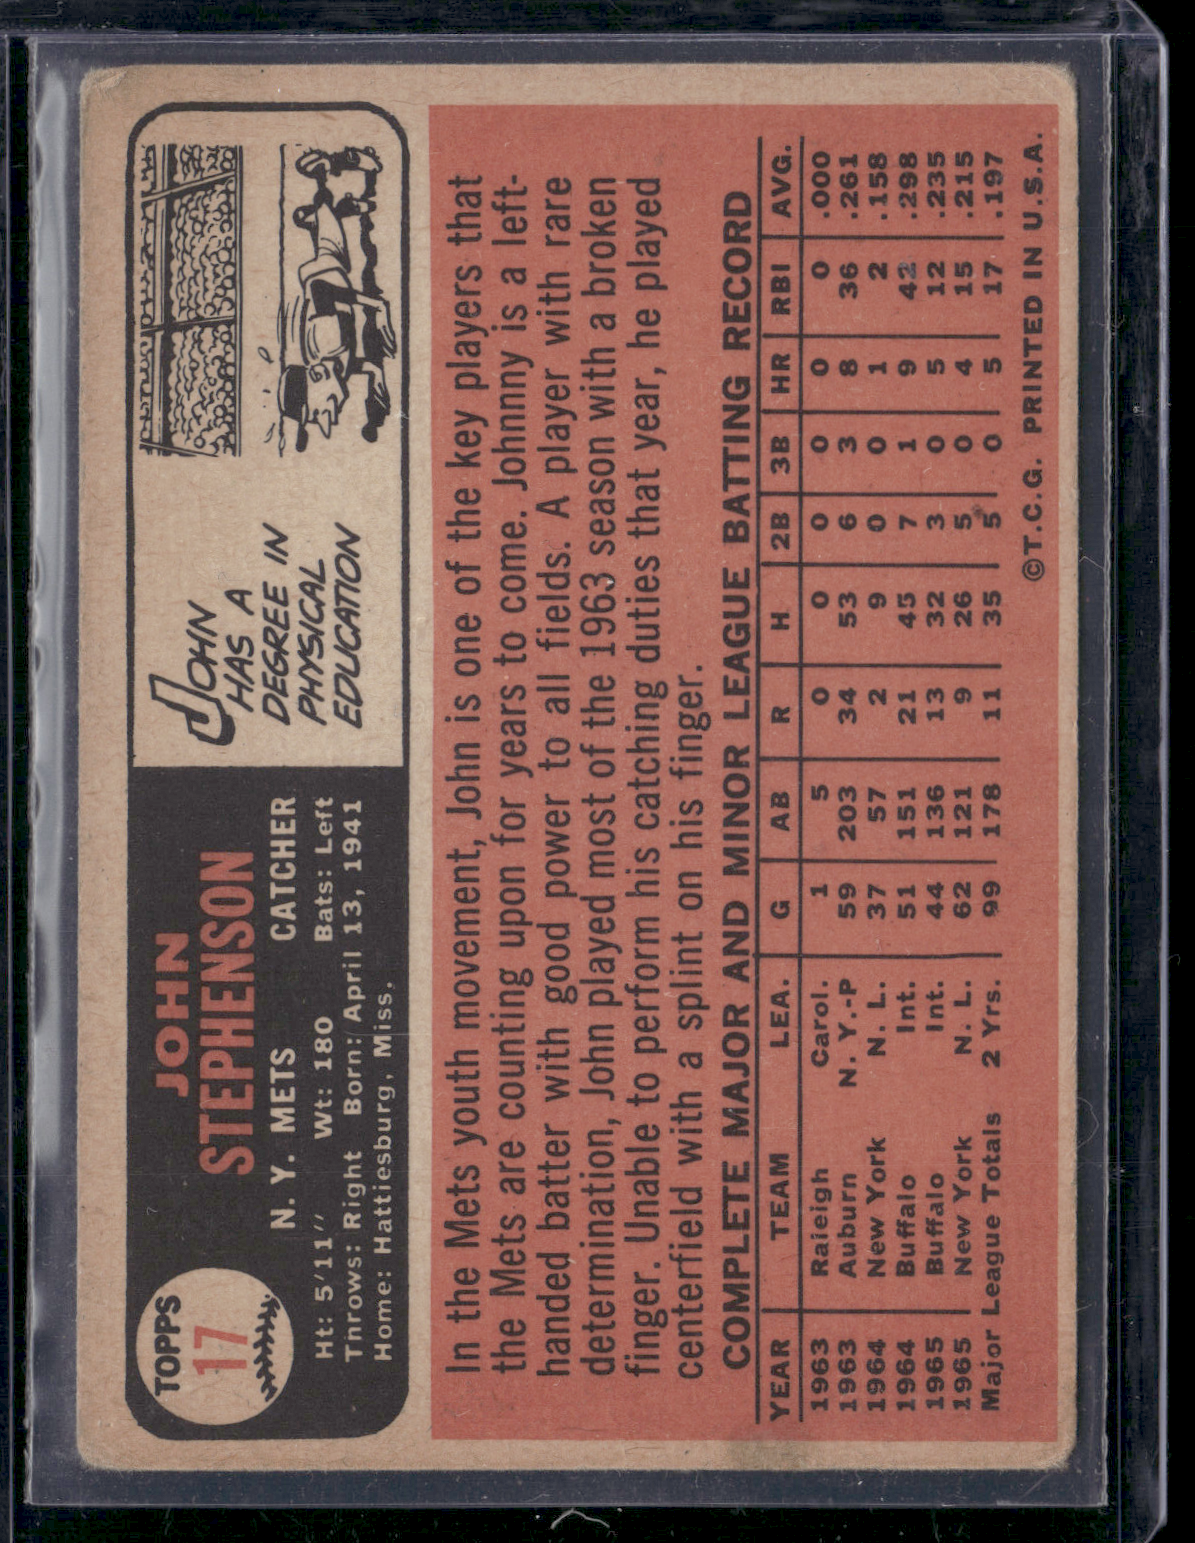 TOPPS
17
JOHN
STEPHENSON
N. Y. METS CATCHER
Ht: 5'11" Wt: 180 Bats: Left
Throws: Right Born: April 13, 1941
Home: Hattiesburg, Miss.
JOHN
HAS A
DEGREE IN
PHYSICAL
EDUCATION
In the Mets youth movement, John is one of the key players that
the Mets are counting upon for years to come. Johnny is a left-
handed batter with good power to all fields. A player with rare
determination, John played most of the 1963 season with a broken
finger. Unable to perform his catching duties that year, he played
centerfield with a splint on his finger.
COMPLETE MAJOR AND MINOR LEAGUE BATTING RECORD
YEAR TEAM LEA. G AB R H 2B 3B HR RBI AVG.
1963 Raleigh Carol. 1 5 0 0 0 0 0 0 .000
1963 Auburn N. Y.-P 59 203 34 53 6 3 8 36 .261
1964 New York N. L. 37 57 2 9 0 0 1 2 .158
1964 Buffalo Int. 51 151 21 45 7 1 9 42 .298
1965 Buffalo Int. 44 136 13 32 3 0 5 12 .235
1965 New York N. L. 62 121 9 26 5 0 4 15 .215
Major League Totals 2 Yrs. 99 178 11 35 5 0 5 17 .197
©T.C.G. PRINTED IN U.S.A.